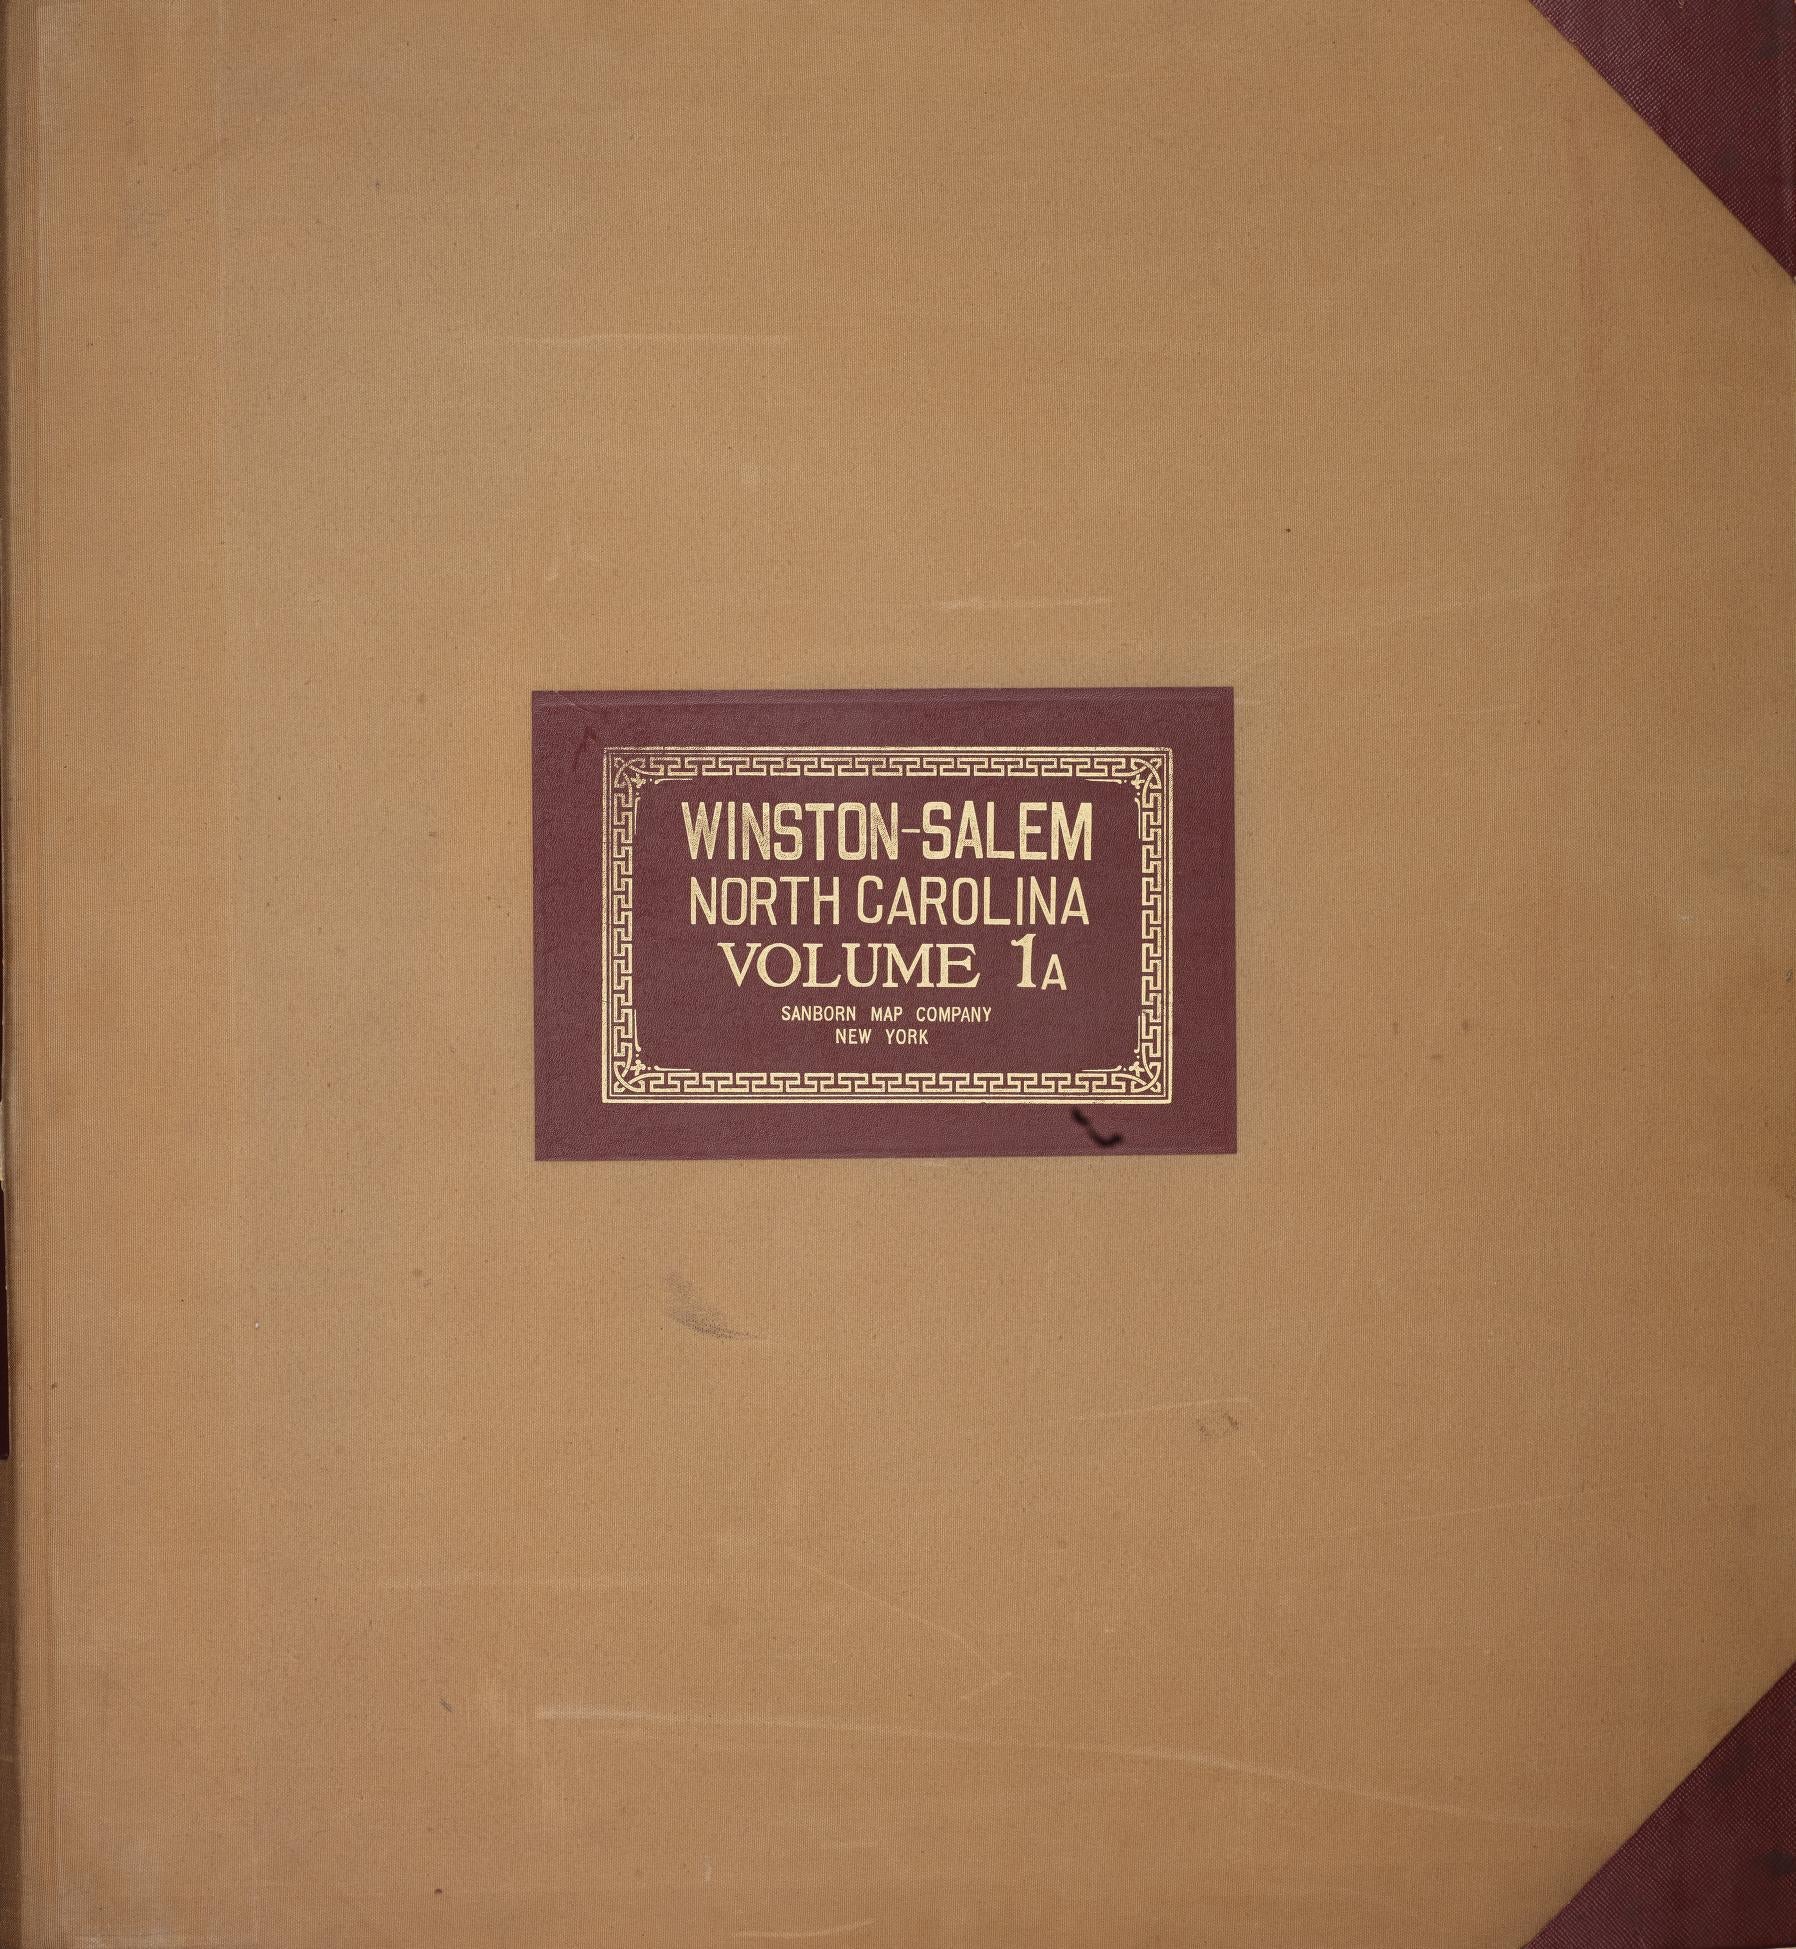 WINSTON-SALEM
NORTH CAROLINA
VOLUME 1A
SANBORN MAP COMPANY
NEW YORK